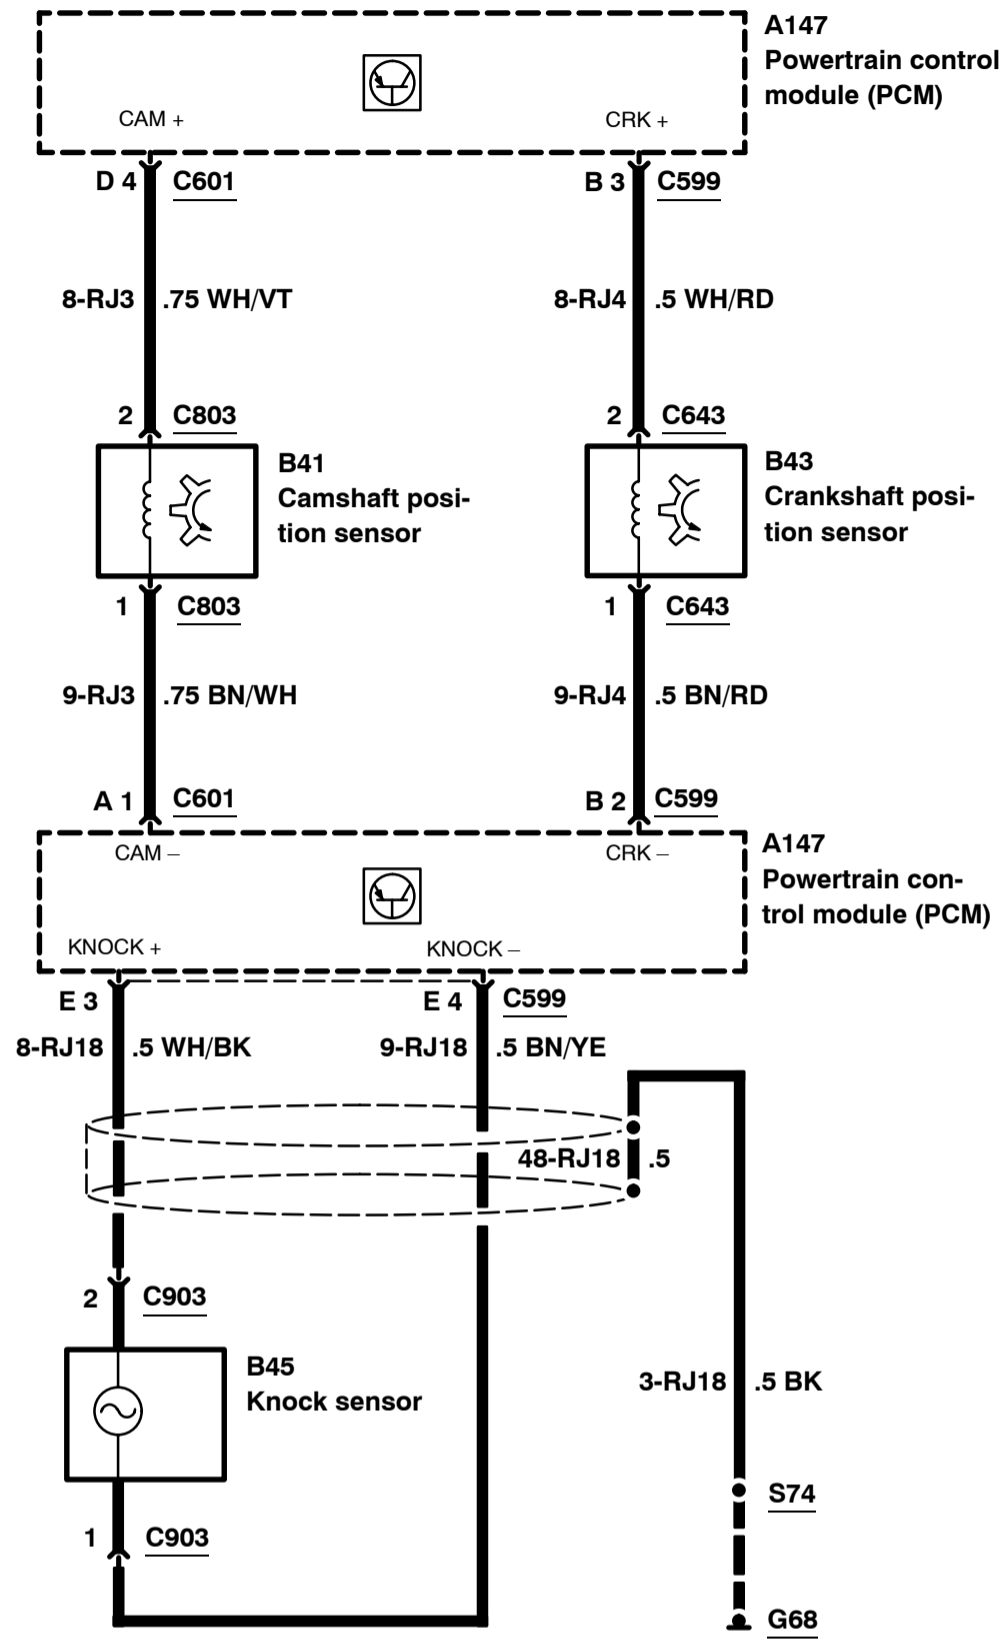 A147
Powertrain control
module (PCM)
CAM +
CRK +
D 4
C601
B 3
C599
8-RJ3
.75 WH/VT
8-RJ4
.5 WH/RD
2
C803
2
C643
B41
Camshaft posi-
tion sensor
B43
Crankshaft posi-
tion sensor
1
C803
1
C643
9-RJ3
.75 BN/WH
9-RJ4
.5 BN/RD
A 1
C601
B 2
C599
CAM –
CRK –
A147
Powertrain con-
trol module (PCM)
KNOCK +
KNOCK –
E 3
E 4
C599
8-RJ18
.5 WH/BK
9-RJ18
.5 BN/YE
48-RJ18
.5
2
C903
B45
Knock sensor
3-RJ18
.5 BK
1
C903
S74
G68